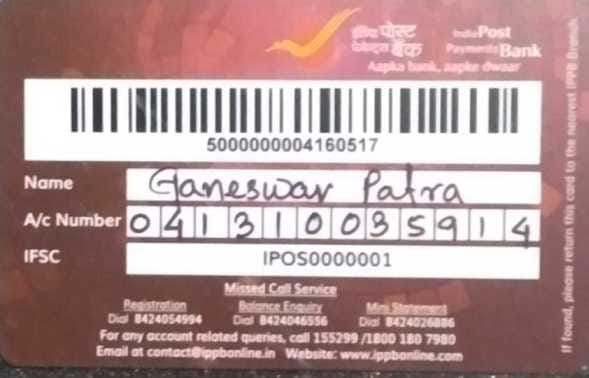 इंडिया पोस्ट
पेमेन्ट्स बैंक
India Post
Payments Bank
Aapka bank, aapke dwaar
5000000004160517
Name Ganeswar Patra
A/c Number 041310035914
IFSC IPOS0000001
Missed Call Service
Registration Balance Enquiry Mini Statement
Dial 8424054994 Dial 8424046556 Dial 8424026886
For any account related queries, call 155299 /1800 180 7980
Email at contact@ippbonline.in Website: www.ippbonline.com
If found, please return this card to the nearest IPPB Branch